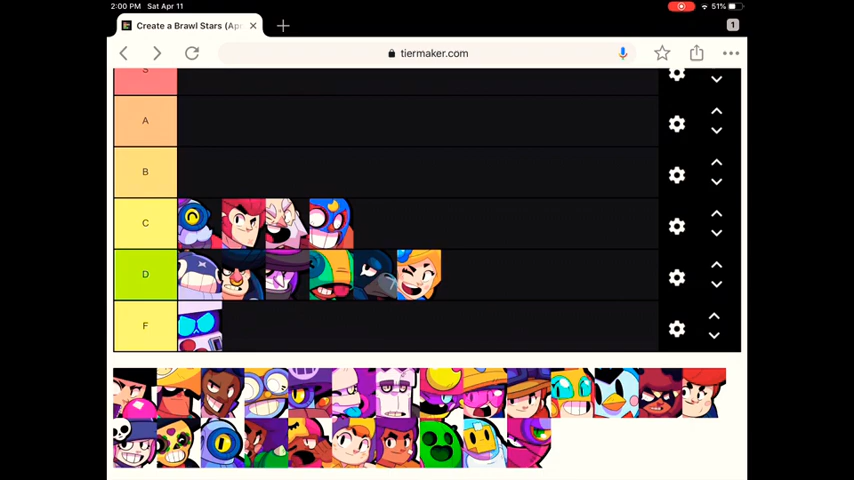 2:00 PM Sat Apr 11
51%
Create a Brawl Stars (Ap
1
tiermaker.com
S
A
B
C
D
F